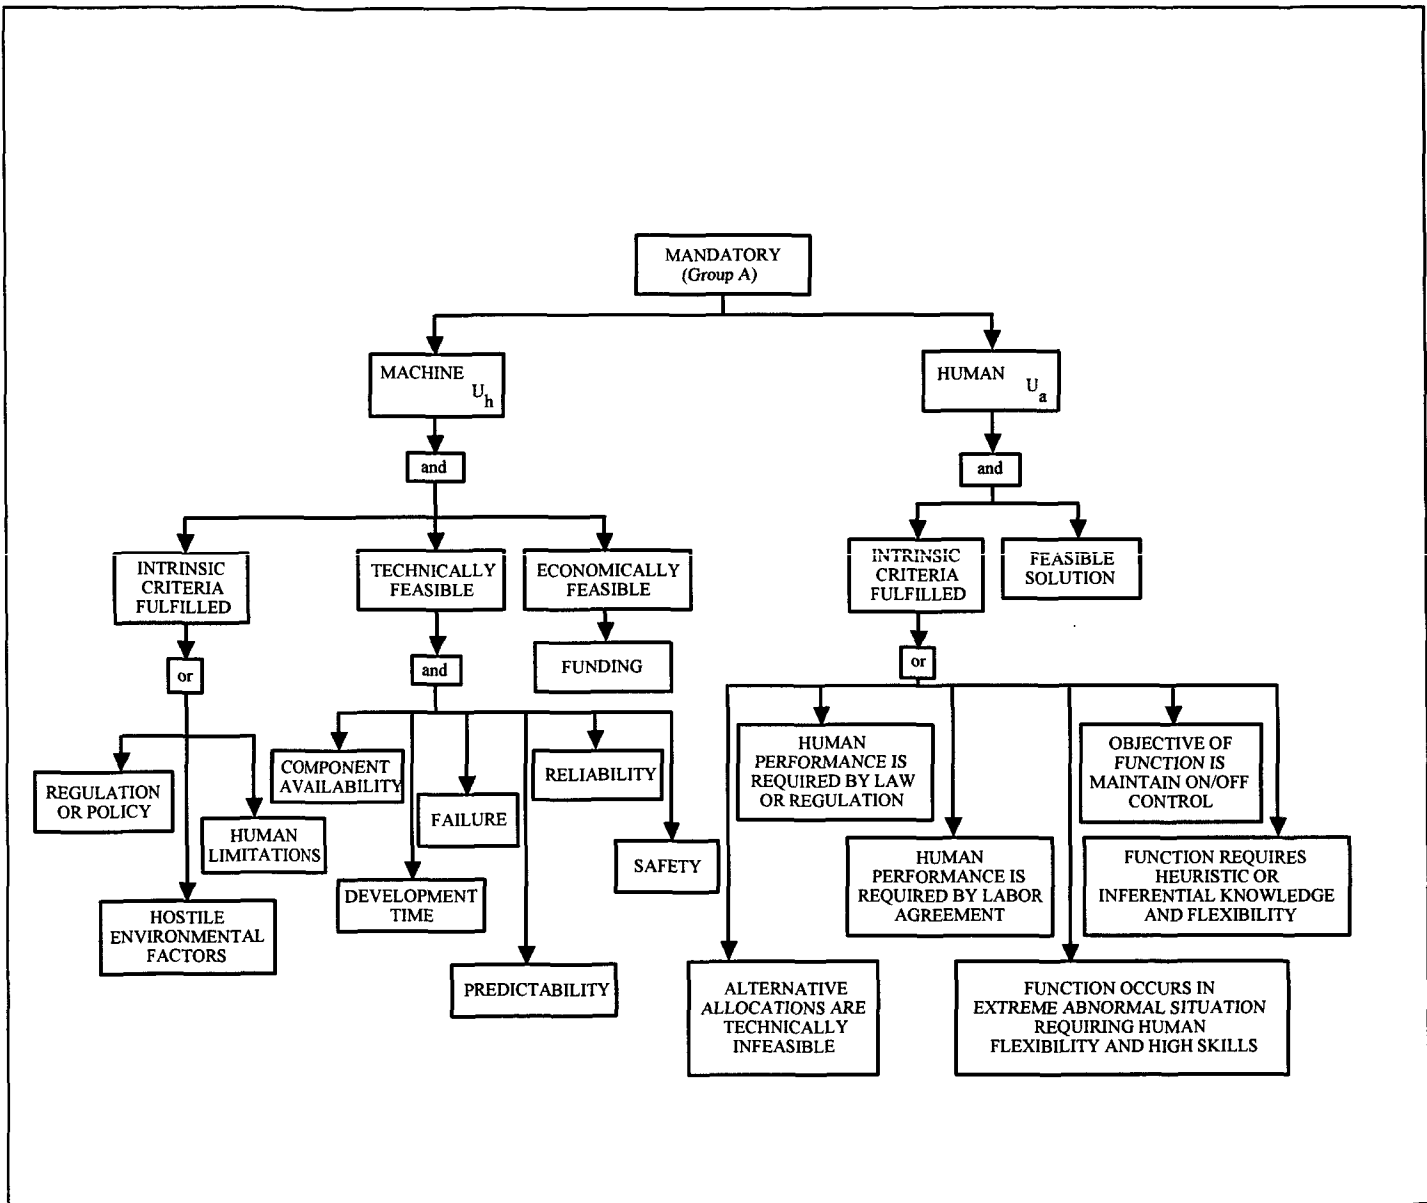 MANDATORY
(Group A)
MACHINE
U_h
HUMAN
U_a
and
and
INTRINSIC
CRITERIA
FULFILLED
TECHNICALLY
FEASIBLE
ECONOMICALLY
FEASIBLE
INTRINSIC
CRITERIA
FULFILLED
FEASIBLE
SOLUTION
or
and
FUNDING
or
REGULATION
OR POLICY
HUMAN
LIMITATIONS
HOSTILE
ENVIRONMENTAL
FACTORS
COMPONENT
AVAILABILITY
FAILURE
RELIABILITY
DEVELOPMENT
TIME
SAFETY
PREDICTABILITY
HUMAN
PERFORMANCE IS
REQUIRED BY LAW
OR REGULATION
OBJECTIVE OF
FUNCTION IS
MAINTAIN ON/OFF
CONTROL
HUMAN
PERFORMANCE IS
REQUIRED BY LABOR
AGREEMENT
FUNCTION REQUIRES
HEURISTIC OR
INFERENTIAL KNOWLEDGE
AND FLEXIBILITY
ALTERNATIVE
ALLOCATIONS ARE
TECHNICALLY
INFEASIBLE
FUNCTION OCCURS IN
EXTREME ABNORMAL SITUATION
REQUIRING HUMAN
FLEXIBILITY AND HIGH SKILLS